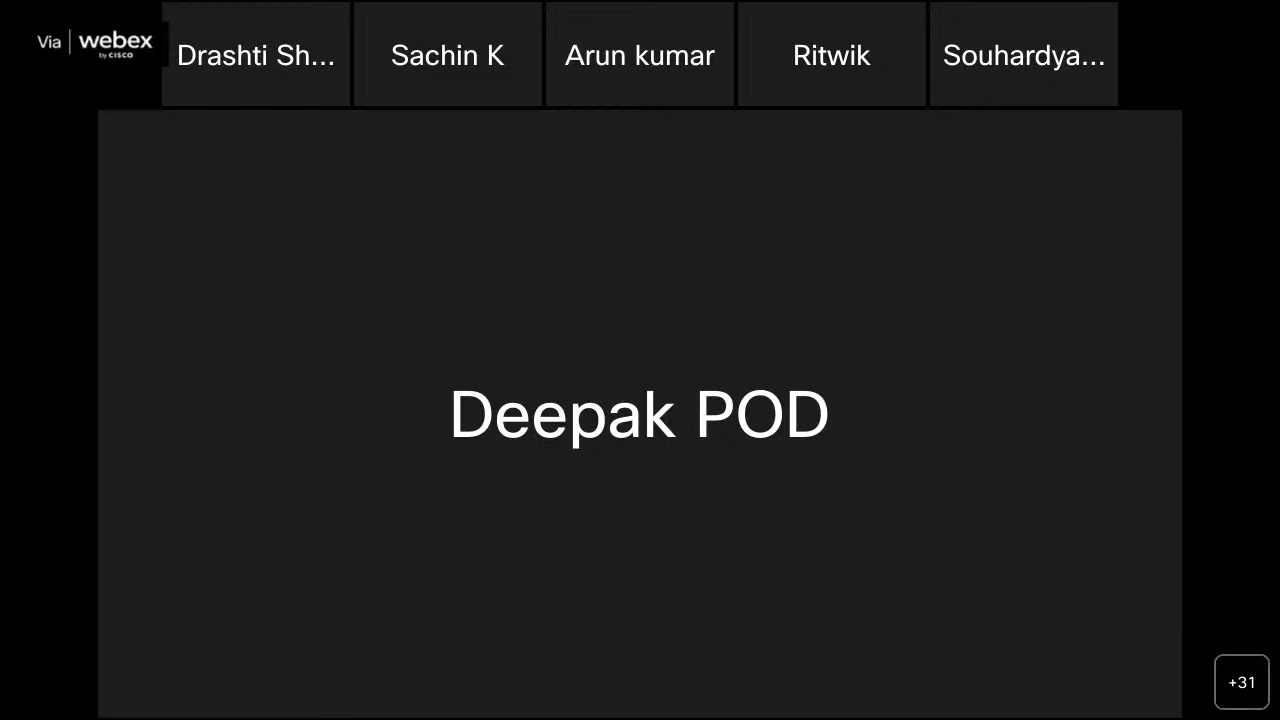 Via | webex
by CISCO
Drashti Sh...
Sachin K
Arun kumar
Ritwik
Souhardya...
Deepak POD
+31